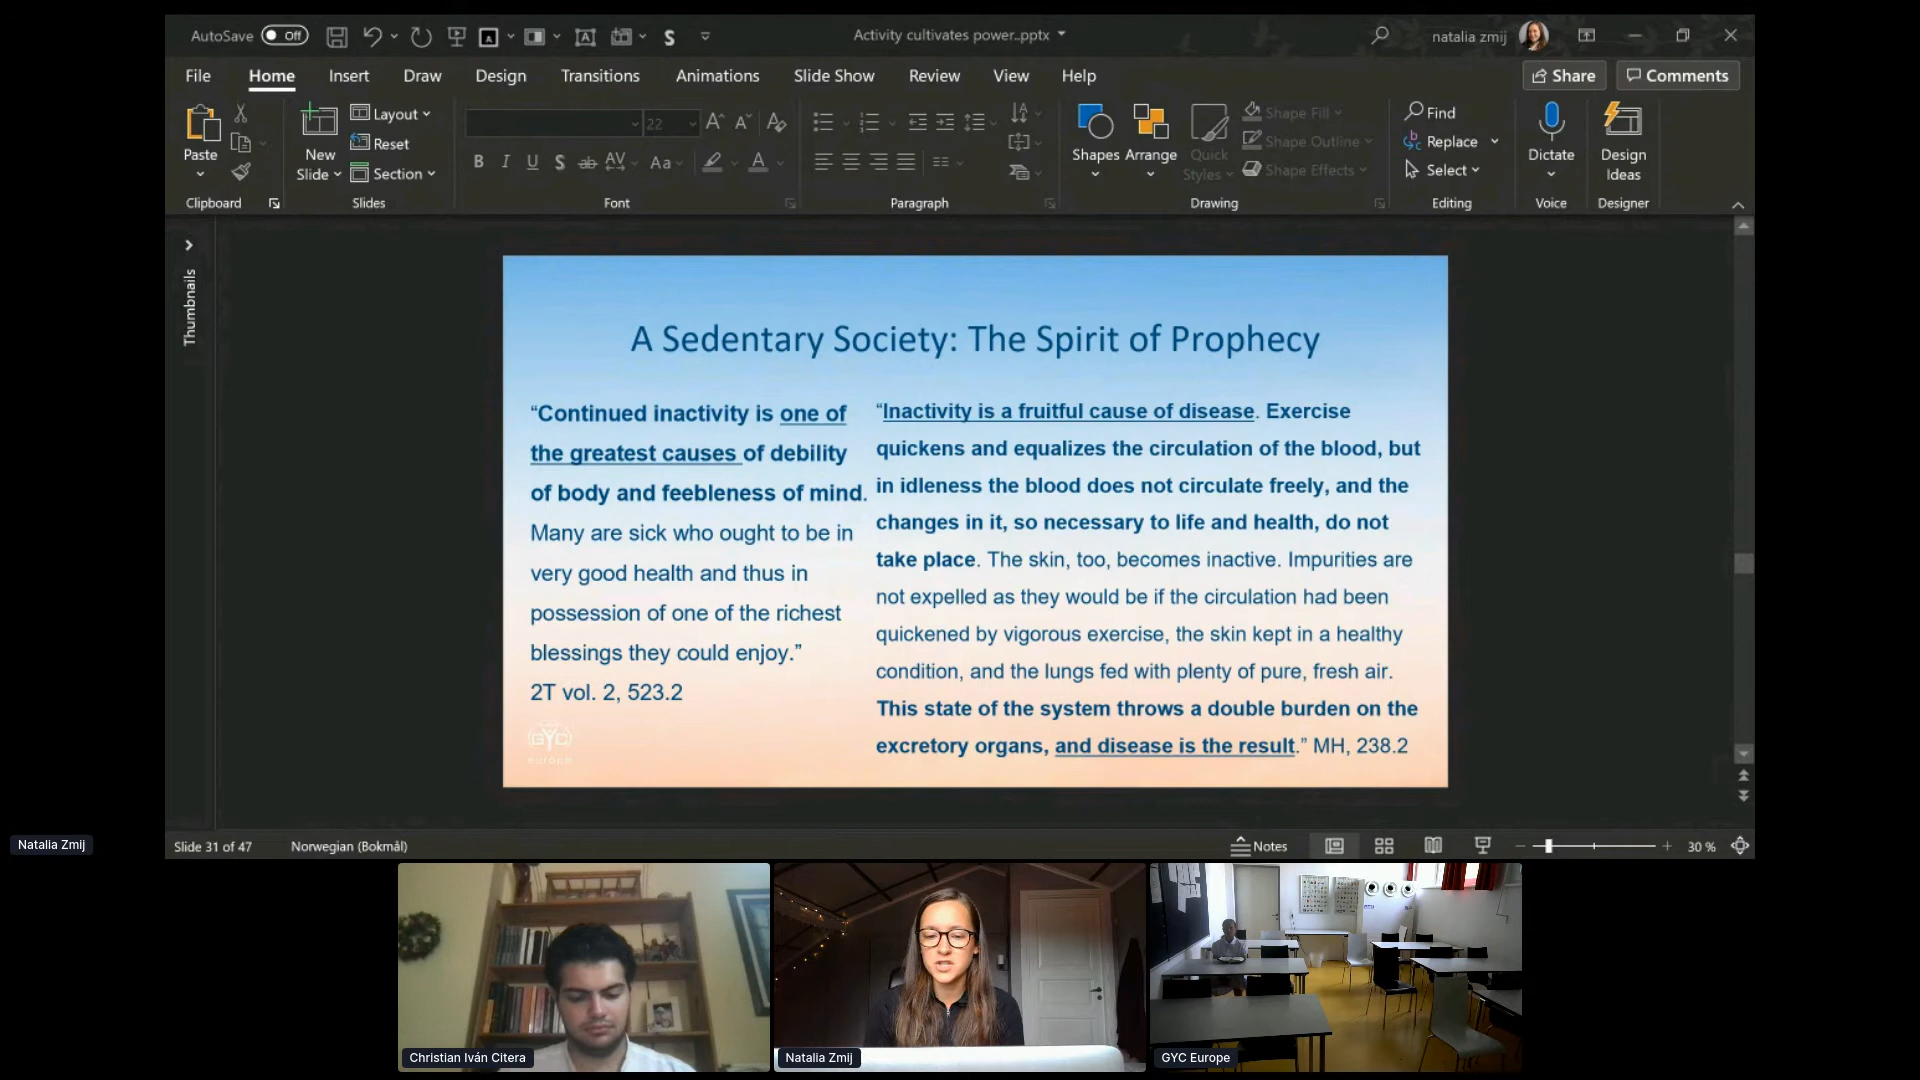 AutoSave Off
Activity cultivates power..pptx
natalia zmij
File Home Insert Draw Design Transitions Animations Slide Show Review View Help
Share Comments
Paste
New
Slide
Layout
Reset
Section
22
B I U S ab AV
Aa A
Shapes Arrange Quick
Styles
Shape Fill
Shape Outline
Shape Effects
Find
Replace
Select
Dictate
Design
Ideas
Clipboard Slides Font Paragraph Drawing Editing Voice Designer
Thumbnails
A Sedentary Society: The Spirit of Prophecy
“Continued inactivity is one of
the greatest causes of debility
of body and feebleness of mind.
Many are sick who ought to be in
very good health and thus in
possession of one of the richest
blessings they could enjoy.”
2T vol. 2, 523.2
“Inactivity is a fruitful cause of disease. Exercise
quickens and equalizes the circulation of the blood, but
in idleness the blood does not circulate freely, and the
changes in it, so necessary to life and health, do not
take place. The skin, too, becomes inactive. Impurities are
not expelled as they would be if the circulation had been
quickened by vigorous exercise, the skin kept in a healthy
condition, and the lungs fed with plenty of pure, fresh air.
This state of the system throws a double burden on the
excretory organs, and disease is the result.” MH, 238.2
GYC
europe
Slide 31 of 47 Norwegian (Bokmål)
Notes
30 %
Natalia Zmij
Christian Iván Citera
Natalia Zmij
GYC Europe